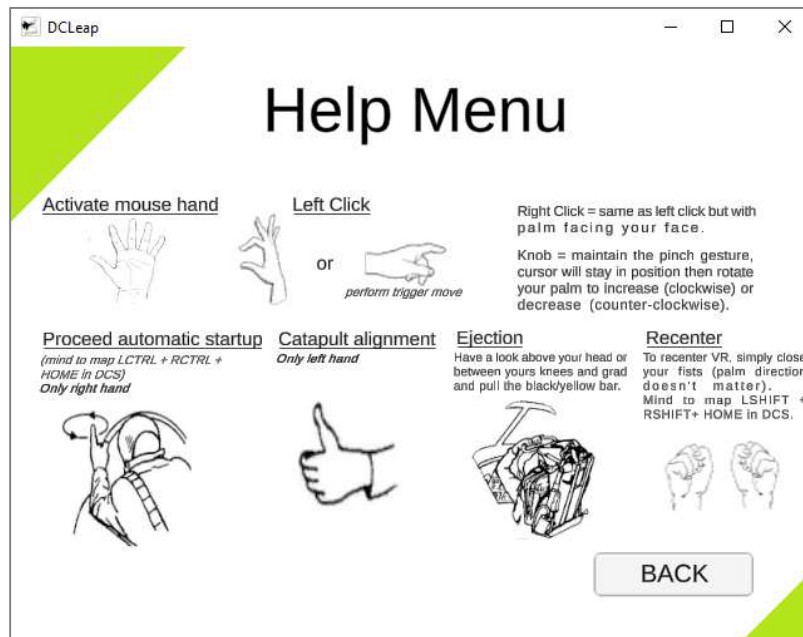 DCLeap
Help Menu
Activate mouse hand
Left Click
or
perform trigger move
Right Click = same as left click but with
palm facing your face.
Knob = maintain the pinch gesture,
cursor will stay in position then rotate
your palm to increase (clockwise) or
decrease (counter-clockwise).
Proceed automatic startup
(mind to map LCTRL + RCTRL +
HOME in DCS)
Only right hand
Catapult alignment
Only left hand
Ejection
Have a look above your head or
between yours knees and grad
and pull the black/yellow bar.
Recenter
To recenter VR, simply close
your fists (palm direction
doesn't matter).
Mind to map LSHIFT +
RSHIFT+ HOME in DCS.
BACK